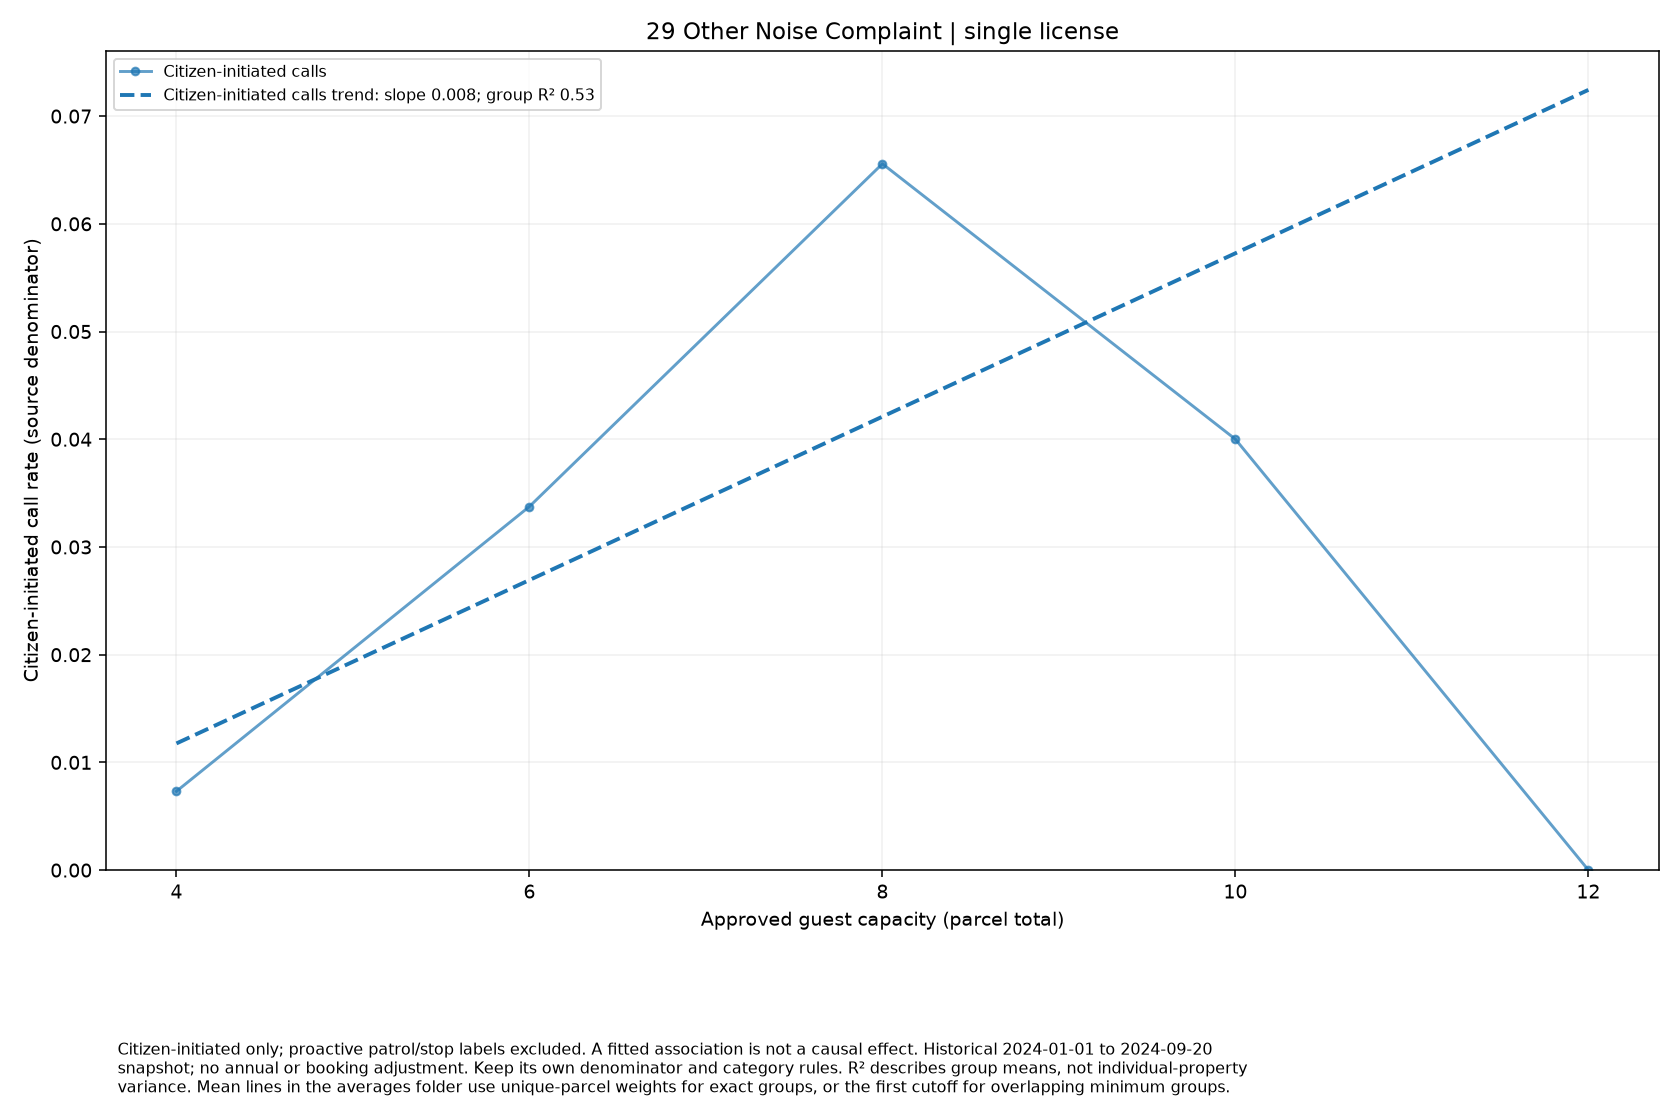 29 Other Noise Complaint | single license
Citizen-initiated calls
Citizen-initiated calls trend: slope 0.008; group R² 0.53
Citizen-initiated call rate (source denominator)
0.07
0.06
0.05
0.04
0.03
0.02
0.01
0.00
4 6 8 10 12
Approved guest capacity (parcel total)
Citizen-initiated only; proactive patrol/stop labels excluded. A fitted association is not a causal effect. Historical 2024-01-01 to 2024-09-20
snapshot; no annual or booking adjustment. Keep its own denominator and category rules. R² describes group means, not individual-property
variance. Mean lines in the averages folder use unique-parcel weights for exact groups, or the first cutoff for overlapping minimum groups.